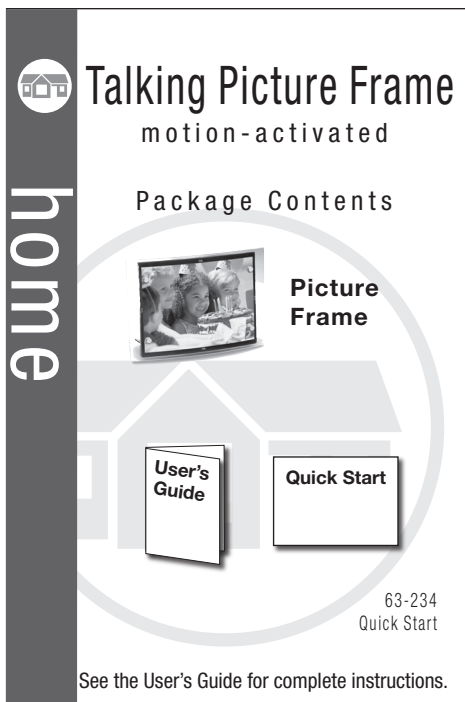 Talking Picture Frame
motion-activated
home
Package Contents
Picture
Frame
User's
Guide
Quick Start
63-234
Quick Start
See the User's Guide for complete instructions.